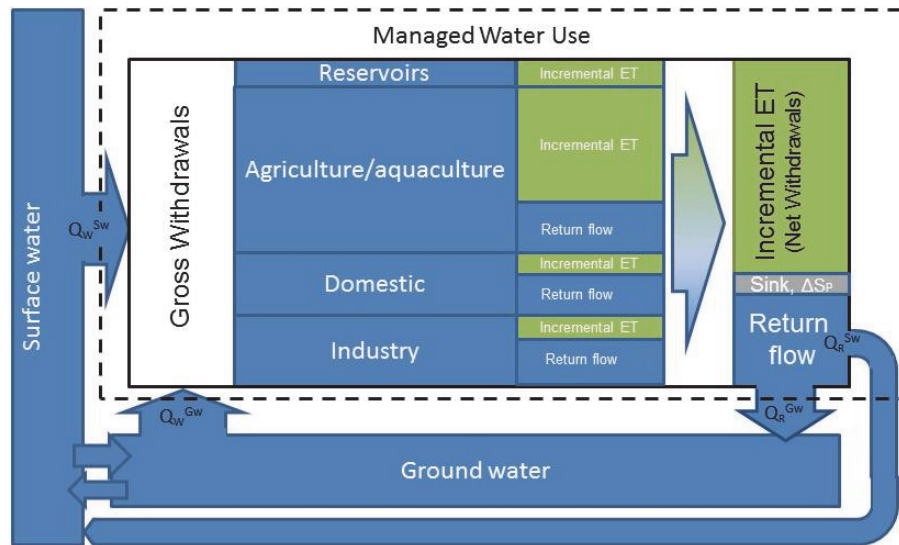 Managed Water Use
Surface water
Q_W^SW
Gross Withdrawals
Reservoirs
Incremental ET
Agriculture/aquaculture
Incremental ET
Return flow
Domestic
Incremental ET
Return flow
Industry
Incremental ET
Return flow
Incremental ET
(Net Withdrawals)
Sink, ΔSP
Return
flow
Q_R^SW
Q_W^GW
Q_R^GW
Ground water